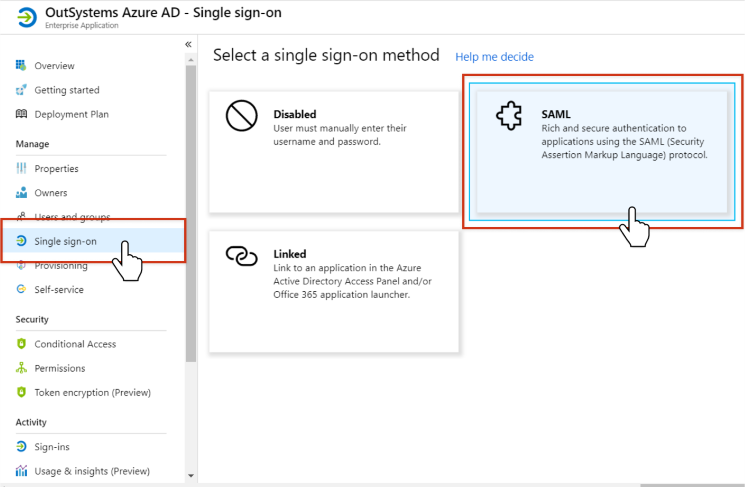 OutSystems Azure AD - Single sign-on
Enterprise Application
«
Overview
Getting started
Deployment Plan
Manage
Properties
Owners
Users and groups
Single sign-on
Provisioning
Self-service
Security
Conditional Access
Permissions
Token encryption (Preview)
Activity
Sign-ins
Usage & insights (Preview)
Select a single sign-on method
Help me decide
Disabled
User must manually enter their
username and password.
SAML
Rich and secure authentication to
applications using the SAML (Security
Assertion Markup Language) protocol.
Linked
Link to an application in the Azure
Active Directory Access Panel and/or
Office 365 application launcher.